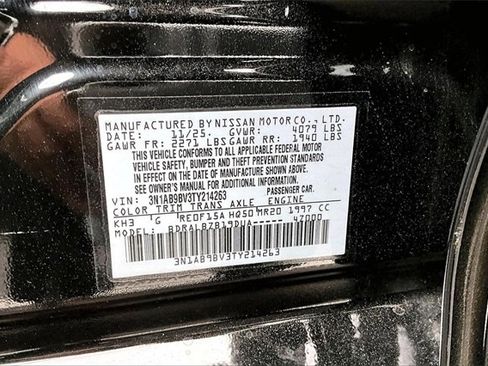 MANUFACTURED BY NISSAN MOTOR CO., LTD.
DATE: 11/25. GVWR: 4079 LBS
GAWR FR: 2271 LBS GAWR RR: 1940 LBS
THIS VEHICLE CONFORMS TO ALL APPLICABLE FEDERAL MOTOR
VEHICLE SAFETY, BUMPER AND THEFT PREVENTION STANDARDS
IN EFFECT ON THE DATE OF MANUFACTURE SHOWN ABOVE.
SEE OWNER'S MANUAL FOR ADDITIONAL INFORMATION.
VIN: 3N1AB9BV3TY214263 PASSENGER CAR.
COLOR TRIM TRANS AXLE ENGINE
KH3 G RE0F15A HQ50 MR20 1997 CC
MODEL: BDRALBZB19DUA----- 47000
3N1AB9BV3TY214263